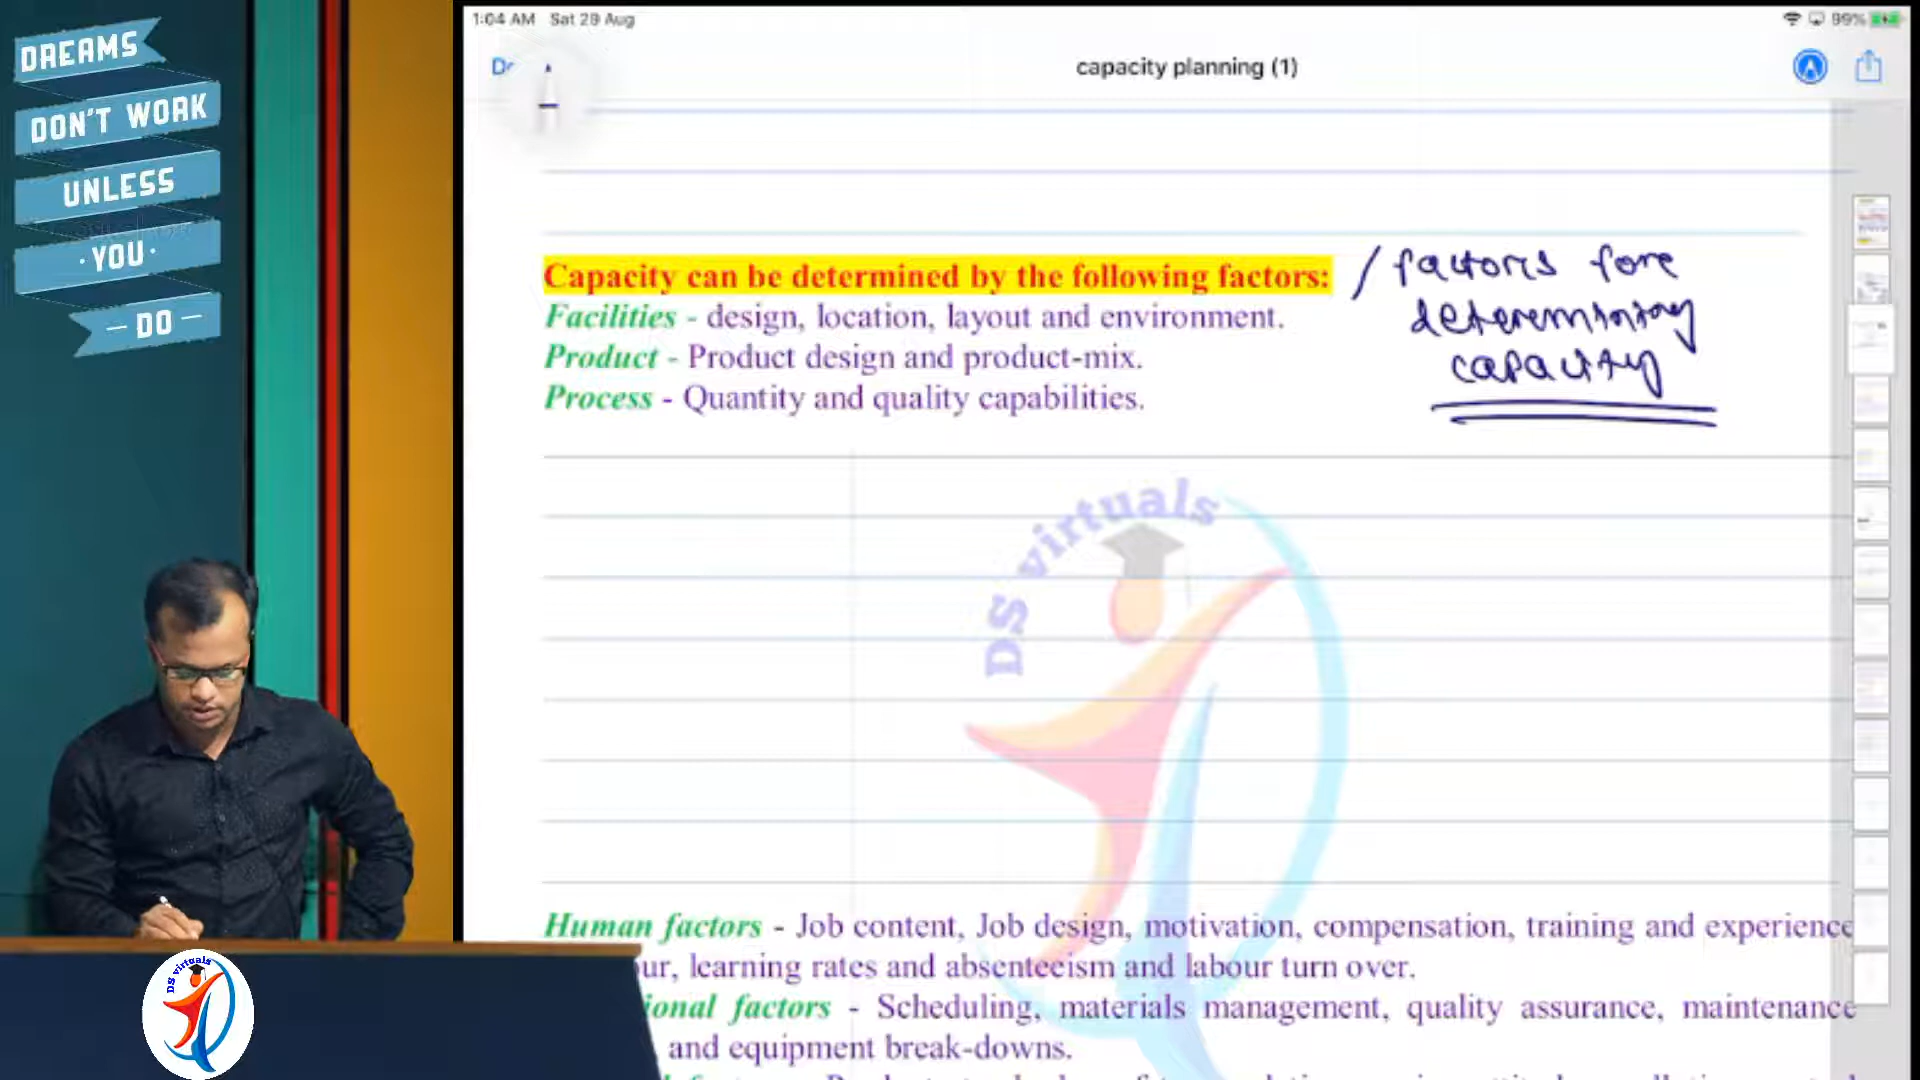 DREAMS
DON'T WORK
UNLESS
· YOU ·
— DO —
1:04 AM Sat 29 Aug
99%
capacity planning (1)
Capacity can be determined by the following factors:
/ factors fore
determining
capacity
Facilities - design, location, layout and environment.
Product - Product design and product-mix.
Process - Quantity and quality capabilities.
DS virtuals
Human factors - Job content, Job design, motivation, compensation, training and experience
learning rates and absenteeism and labour turn over.
factors - Scheduling, materials management, quality assurance, maintenance
and equipment break-downs.
DS virtuals